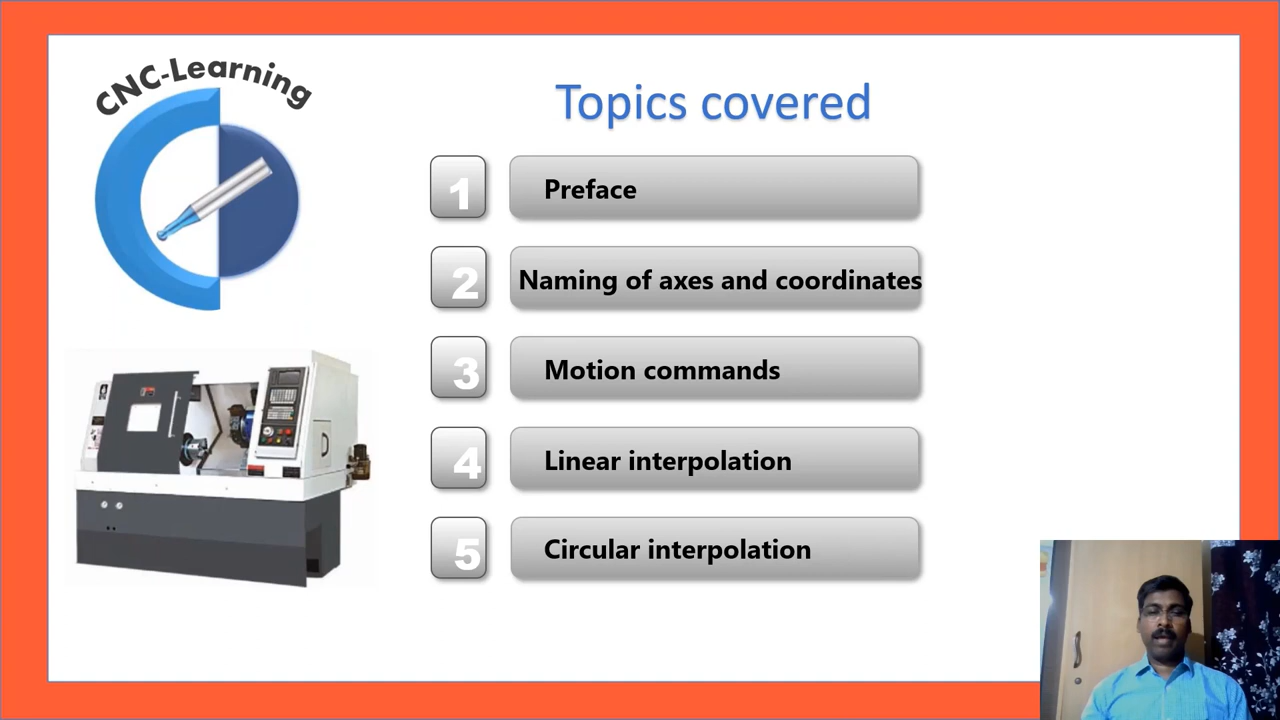 CNC-Learning
Topics covered
1
Preface
2
Naming of axes and coordinates
3
Motion commands
4
Linear interpolation
5
Circular interpolation